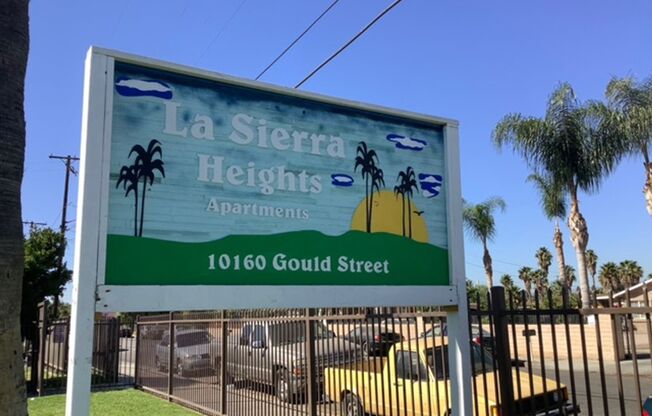 La Sierra
Heights
Apartments
10160 Gould Street